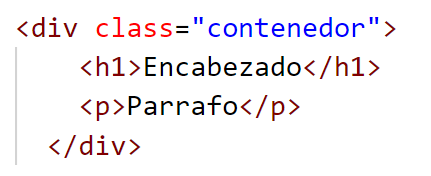 <div class="contenedor">
<h1>Encabezado</h1>
<p>Parrafo</p>
</div>